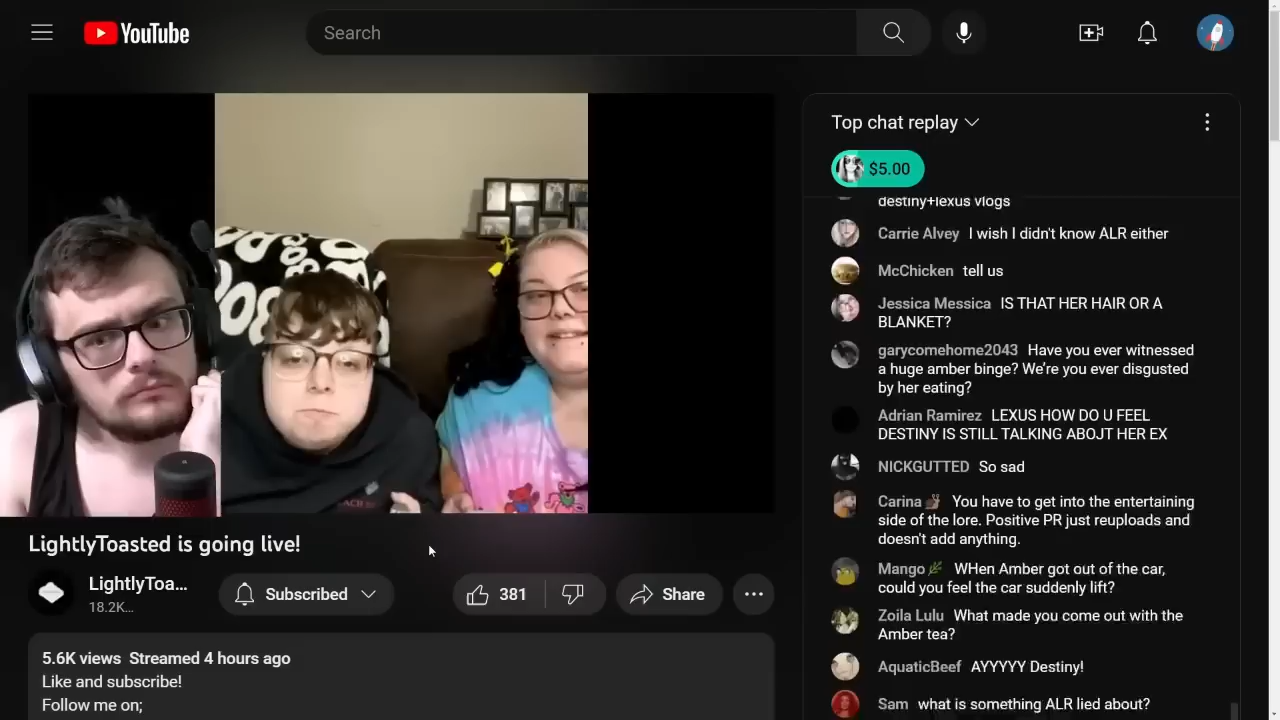 YouTube
Search
LightlyToasted is going live!
LightlyToa...
18.2K...
Subscribed
381
Share
5.6K views Streamed 4 hours ago
Like and subscribe!
Follow me on;
Top chat replay
$5.00
destiny+lexus vlogs
Carrie Alvey I wish I didn't know ALR either
McChicken tell us
Jessica Messica IS THAT HER HAIR OR A
BLANKET?
garycomehome2043 Have you ever witnessed
a huge amber binge? We're you ever disgusted
by her eating?
Adrian Ramirez LEXUS HOW DO U FEEL
DESTINY IS STILL TALKING ABOJT HER EX
NICKGUTTED So sad
Carina🐌 You have to get into the entertaining
side of the lore. Positive PR just reuploads and
doesn't add anything.
Mango🌿 WHen Amber got out of the car,
could you feel the car suddenly lift?
Zoila Lulu What made you come out with the
Amber tea?
AquaticBeef AYYYYY Destiny!
Sam what is something ALR lied about?